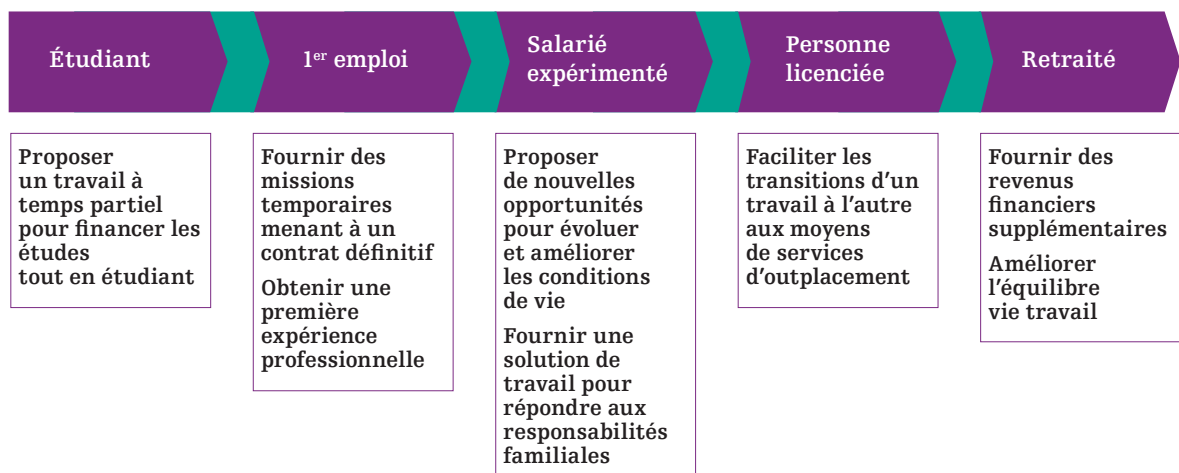 Étudiant
1er emploi
Salarié
expérimenté
Personne
licenciée
Retraité
Proposer
un travail à
temps partiel
pour financer les
études
tout en étudiant
Fournir des
missions
temporaires
menant à un
contrat définitif
Obtenir une
première
expérience
professionnelle
Proposer
de nouvelles
opportunités
pour évoluer
et améliorer
les conditions
de vie
Fournir une
solution de
travail pour
répondre aux
responsabilités
familiales
Faciliter les
transitions d’un
travail à l’autre
aux moyens
de services
d’outplacement
Fournir des
revenus
financiers
supplémentaires
Améliorer
l’équilibre
vie travail